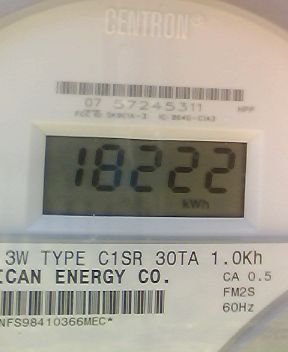 CENTRON®
07 57245311 HPF
18222
kWh
3W TYPE C1SR 30TA 1.0Kh
ICAN ENERGY CO. CA 0.5
FM2S
NFS98410366MEC* 60Hz